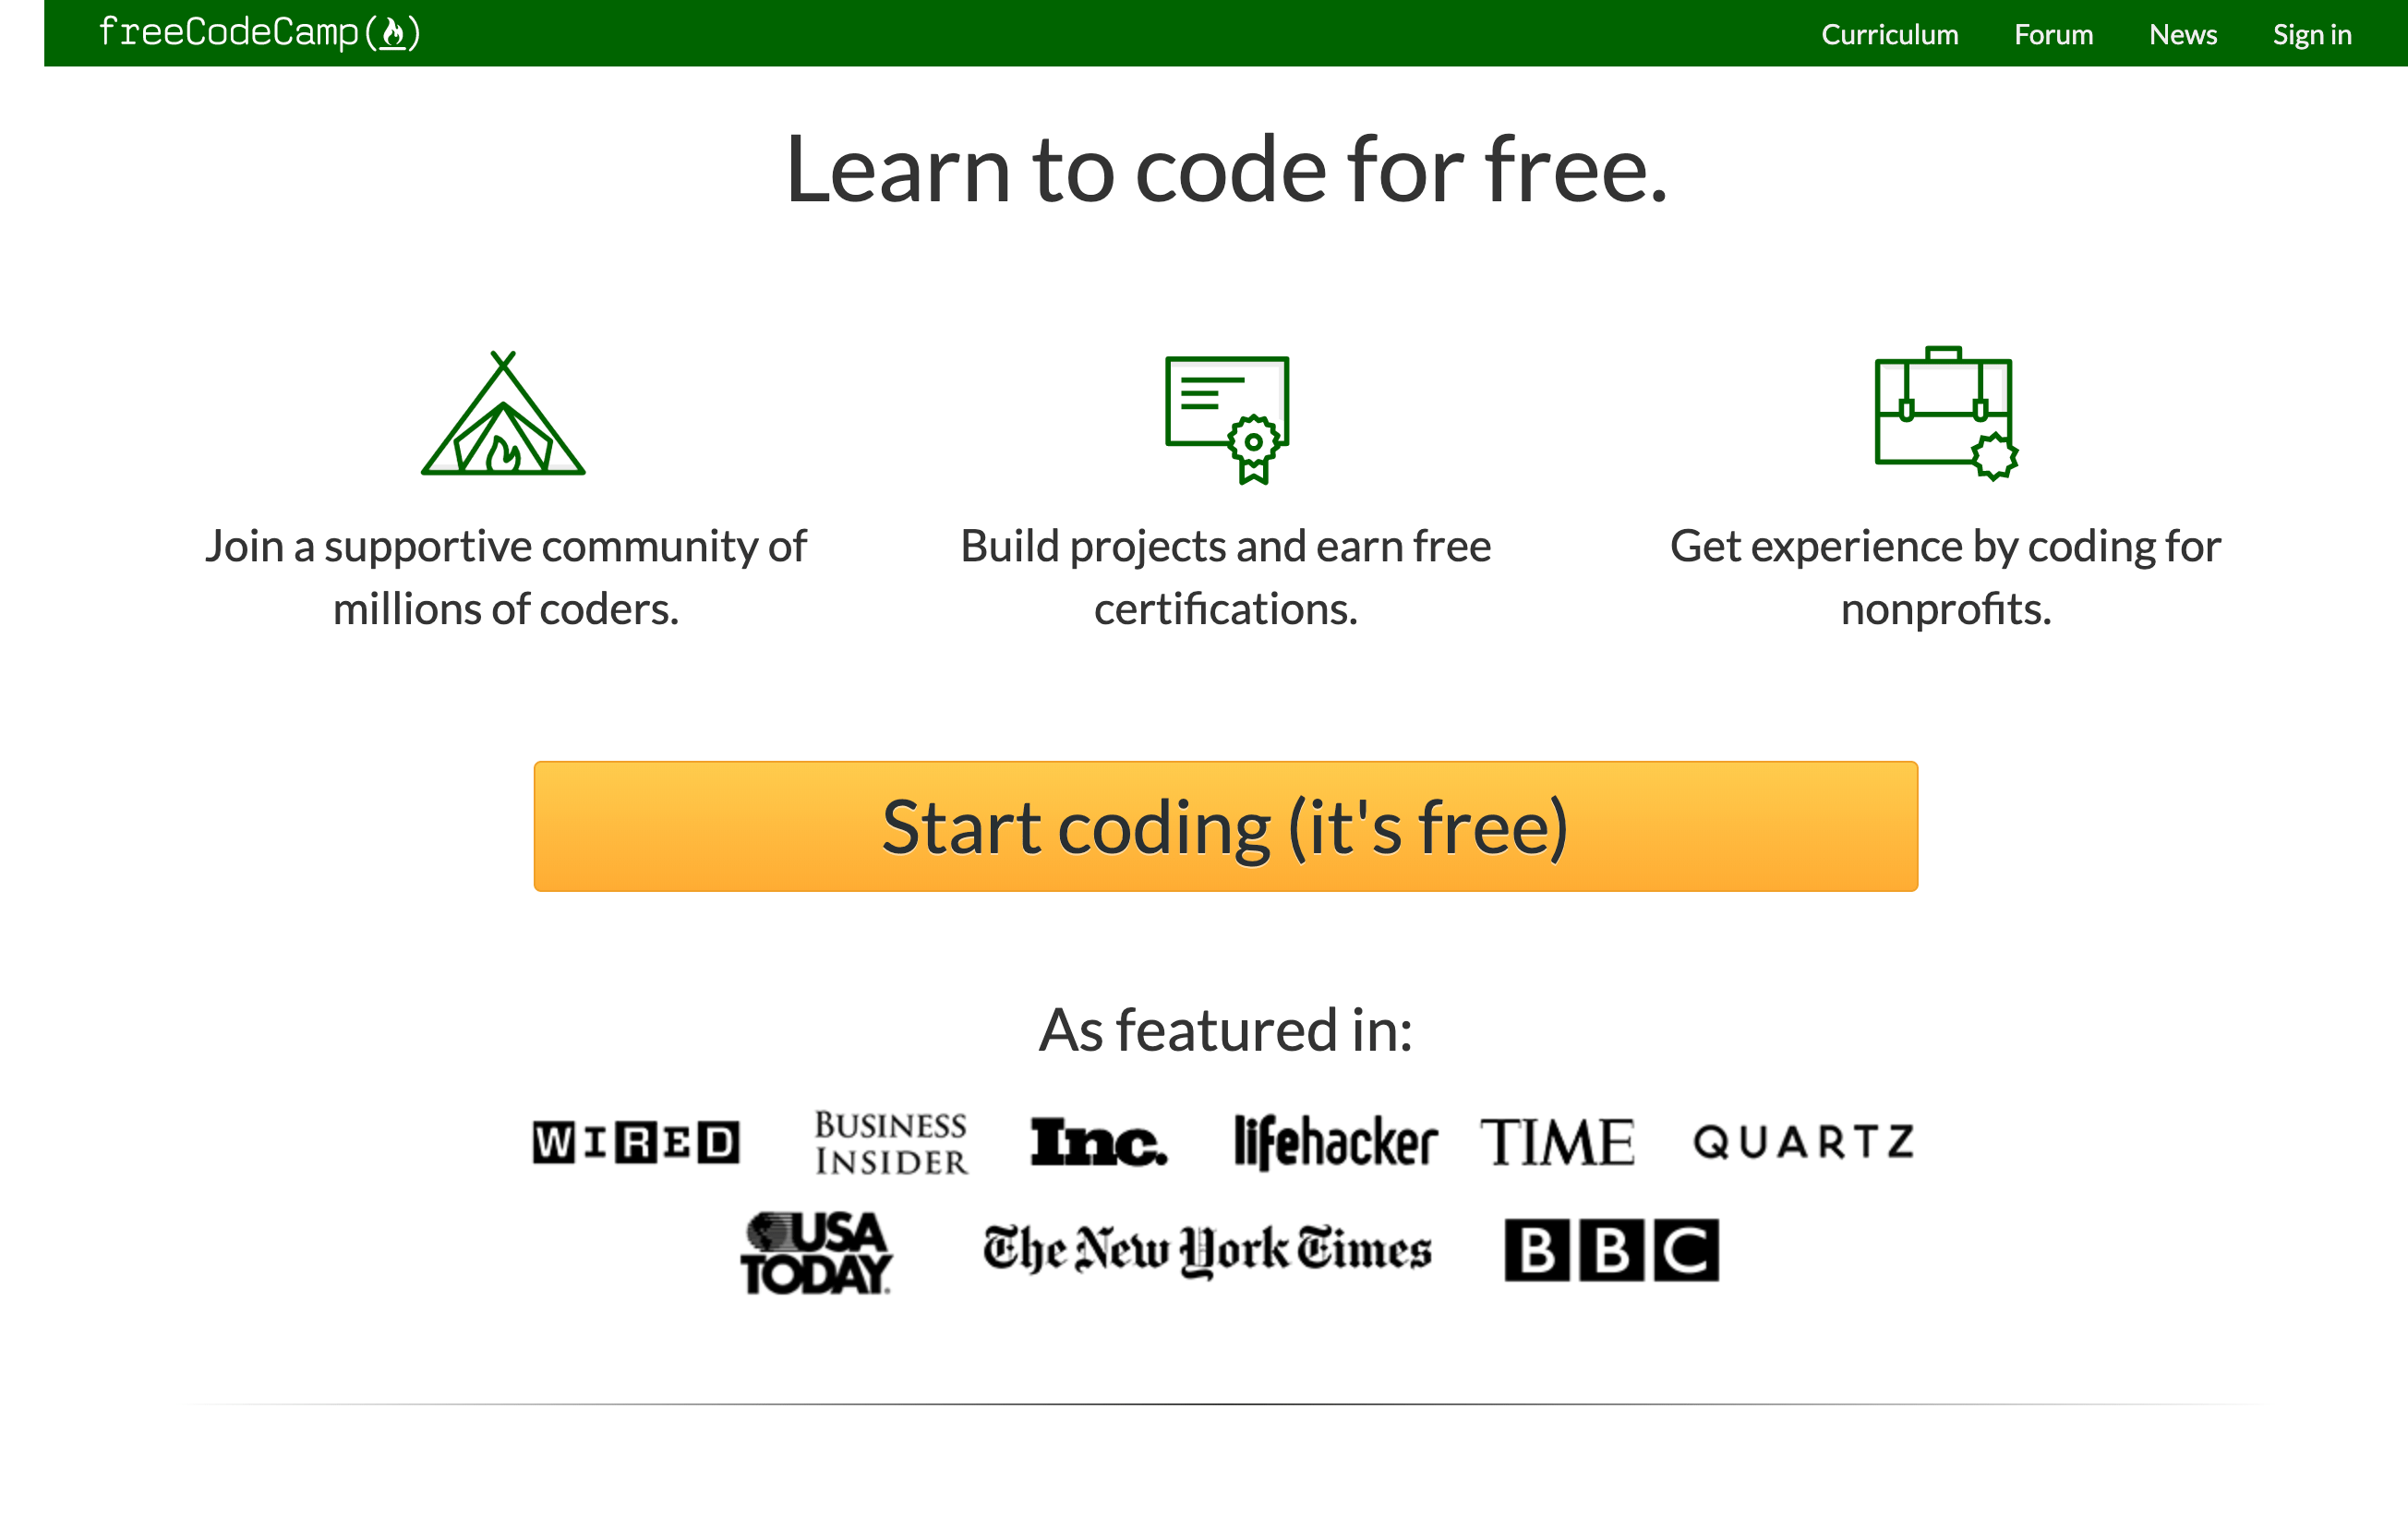 freeCodeCamp(🔥)
Curriculum Forum News Sign in
Learn to code for free.
Join a supportive community of
millions of coders.
Build projects and earn free
certifications.
Get experience by coding for
nonprofits.
Start coding (it's free)
As featured in:
WIRED BUSINESS INSIDER Inc. lifehacker TIME QUARTZ
USA TODAY The New York Times BBC